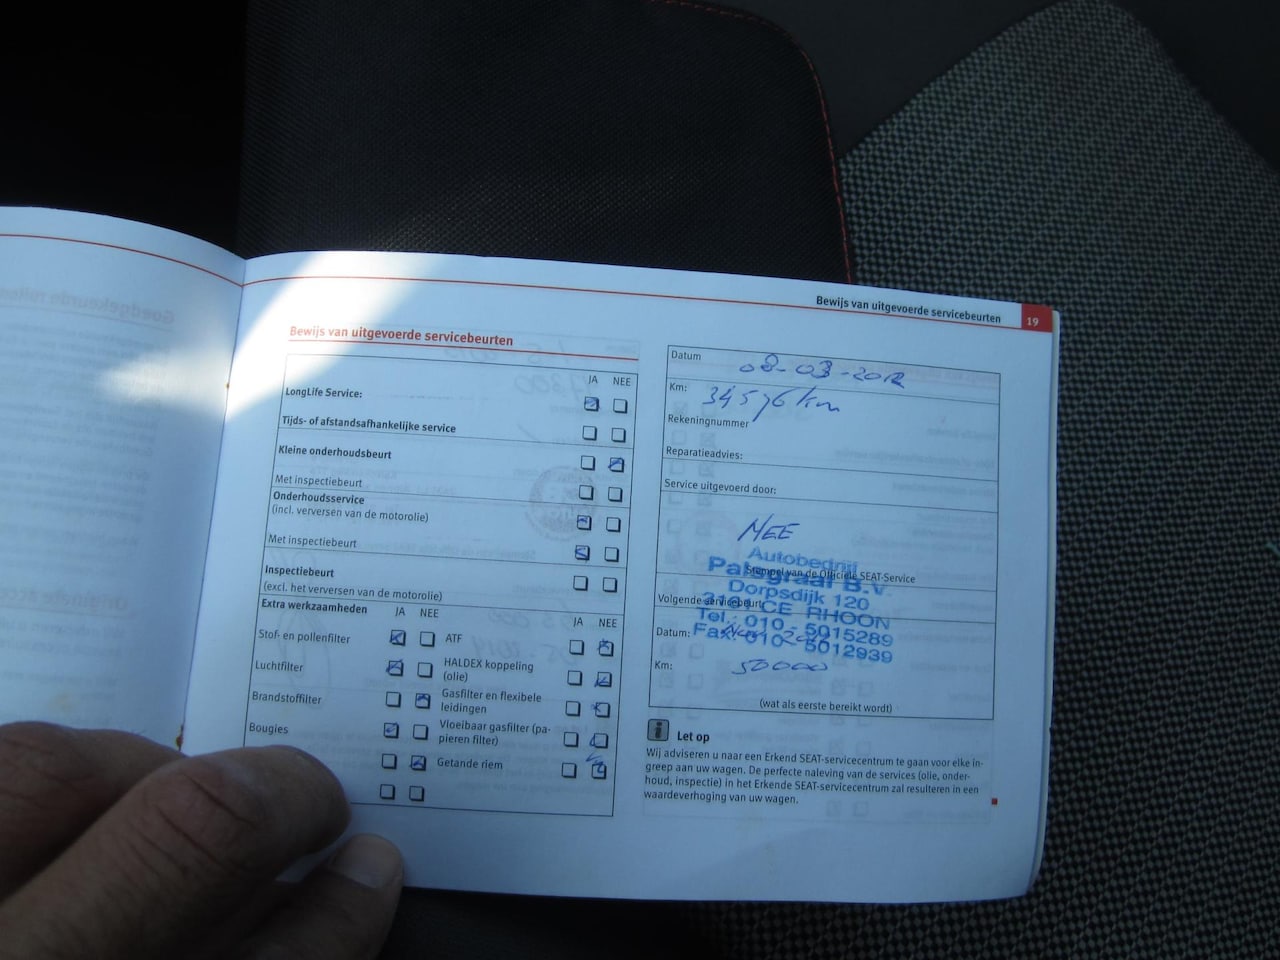 Bewijs van uitgevoerde servicebeurten 19
Bewijs van uitgevoerde servicebeurten
JA NEE
LongLife Service:
Tijds- of afstandsafhankelijke service
Kleine onderhoudsbeurt
Met inspectiebeurt
Onderhoudsservice
(incl. verversen van de motorolie)
Met inspectiebeurt
Inspectiebeurt
(excl. het verversen van de motorolie)
Extra werkzaamheden JA NEE JA NEE
Stof- en pollenfilter
Luchtfilter
Brandstoffilter
Bougies
ATF
HALDEX koppeling
(olie)
Gasfilter en flexibele
leidingen
Vloeibaar gasfilter (pa-
pieren filter)
Getande riem
Datum 08-03-2012
Km: 34576 km
Rekeningnummer
Reparatieadvies:
Service uitgevoerd door:
NEE
Autobedrijf
Palsgraaf B.V.
Stempel van de Officiële SEAT-Service
Dorpsdijk 120
3161 CE RHOON
Volgende servicebeurt
Tel.: 010 - 5015289
Datum:
Fax: 010 - 5012939
Km: 50000
(wat als eerste bereikt wordt)
Let op
Wij adviseren u naar een Erkend SEAT-servicecentrum te gaan voor elke in-
greep aan uw wagen. De perfecte naleving van de services (olie, onder-
houd, inspectie) in het Erkende SEAT-servicecentrum zal resulteren in een
waardeverhoging van uw wagen.